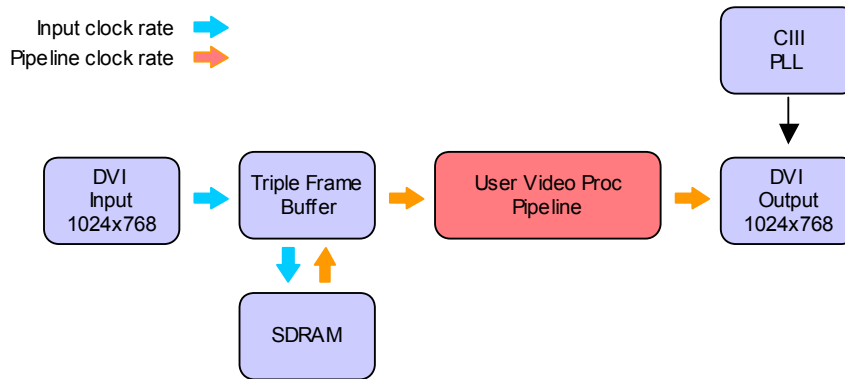 Input clock rate
Pipeline clock rate
CIII
PLL
DVI
Input
1024x768
Triple Frame
Buffer
User Video Proc
Pipeline
DVI
Output
1024x768
SDRAM